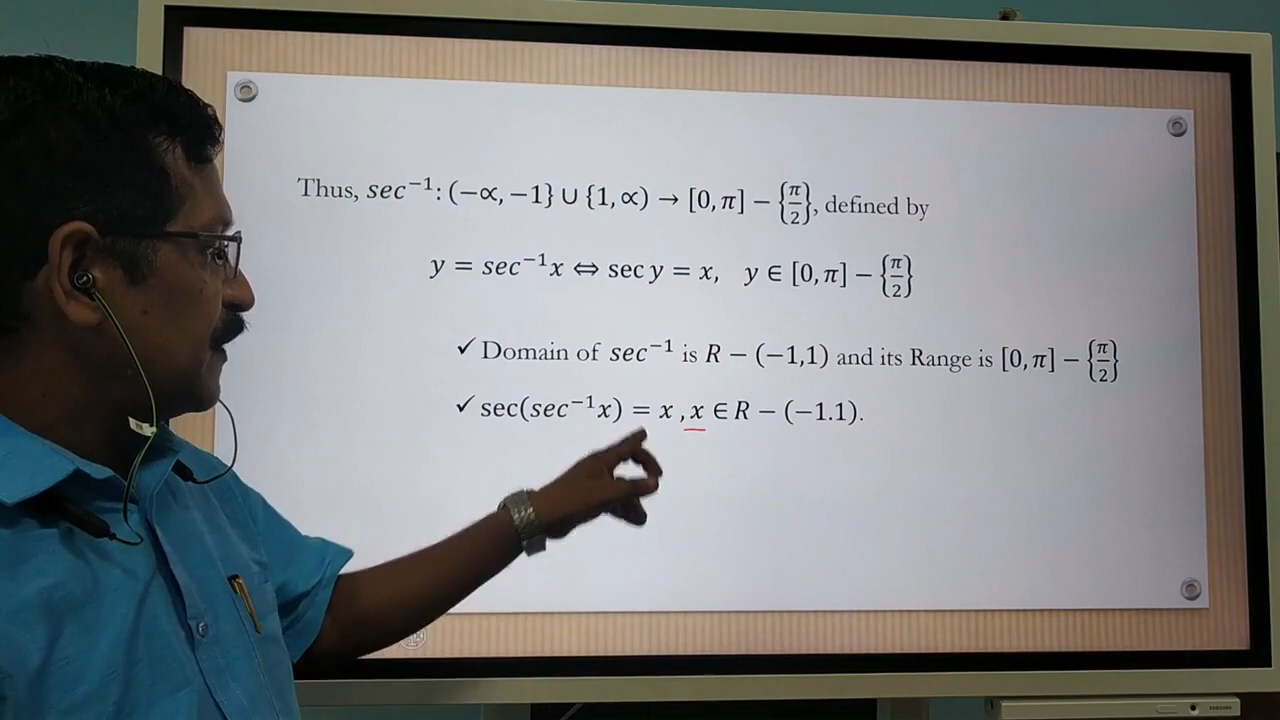 Thus, sec⁻¹: (−∝, −1} ∪ {1, ∝) → [0, π] − {π/2}, defined by
y = sec⁻¹x ⇔ sec y = x, y ∈ [0, π] − {π/2}
✓ Domain of sec⁻¹ is R − (−1,1) and its Range is [0, π] − {π/2}
✓ sec(sec⁻¹x) = x , x ∈ R − (−1.1).
SAMSUNG